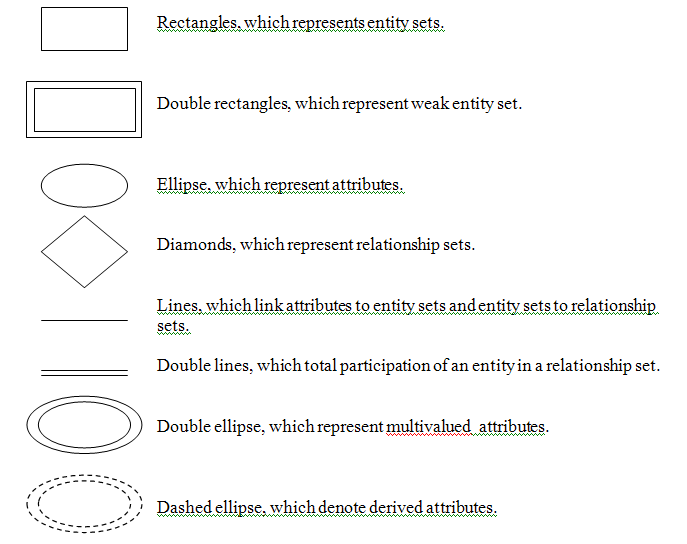 Rectangles, which represents entity sets.
Double rectangles, which represent weak entity set.
Ellipse, which represent attributes.
Diamonds, which represent relationship sets.
Lines, which link attributes to entity sets and entity sets to relationship
sets.
Double lines, which total participation of an entity in a relationship set.
Double ellipse, which represent multivalued attributes.
Dashed ellipse, which denote derived attributes.